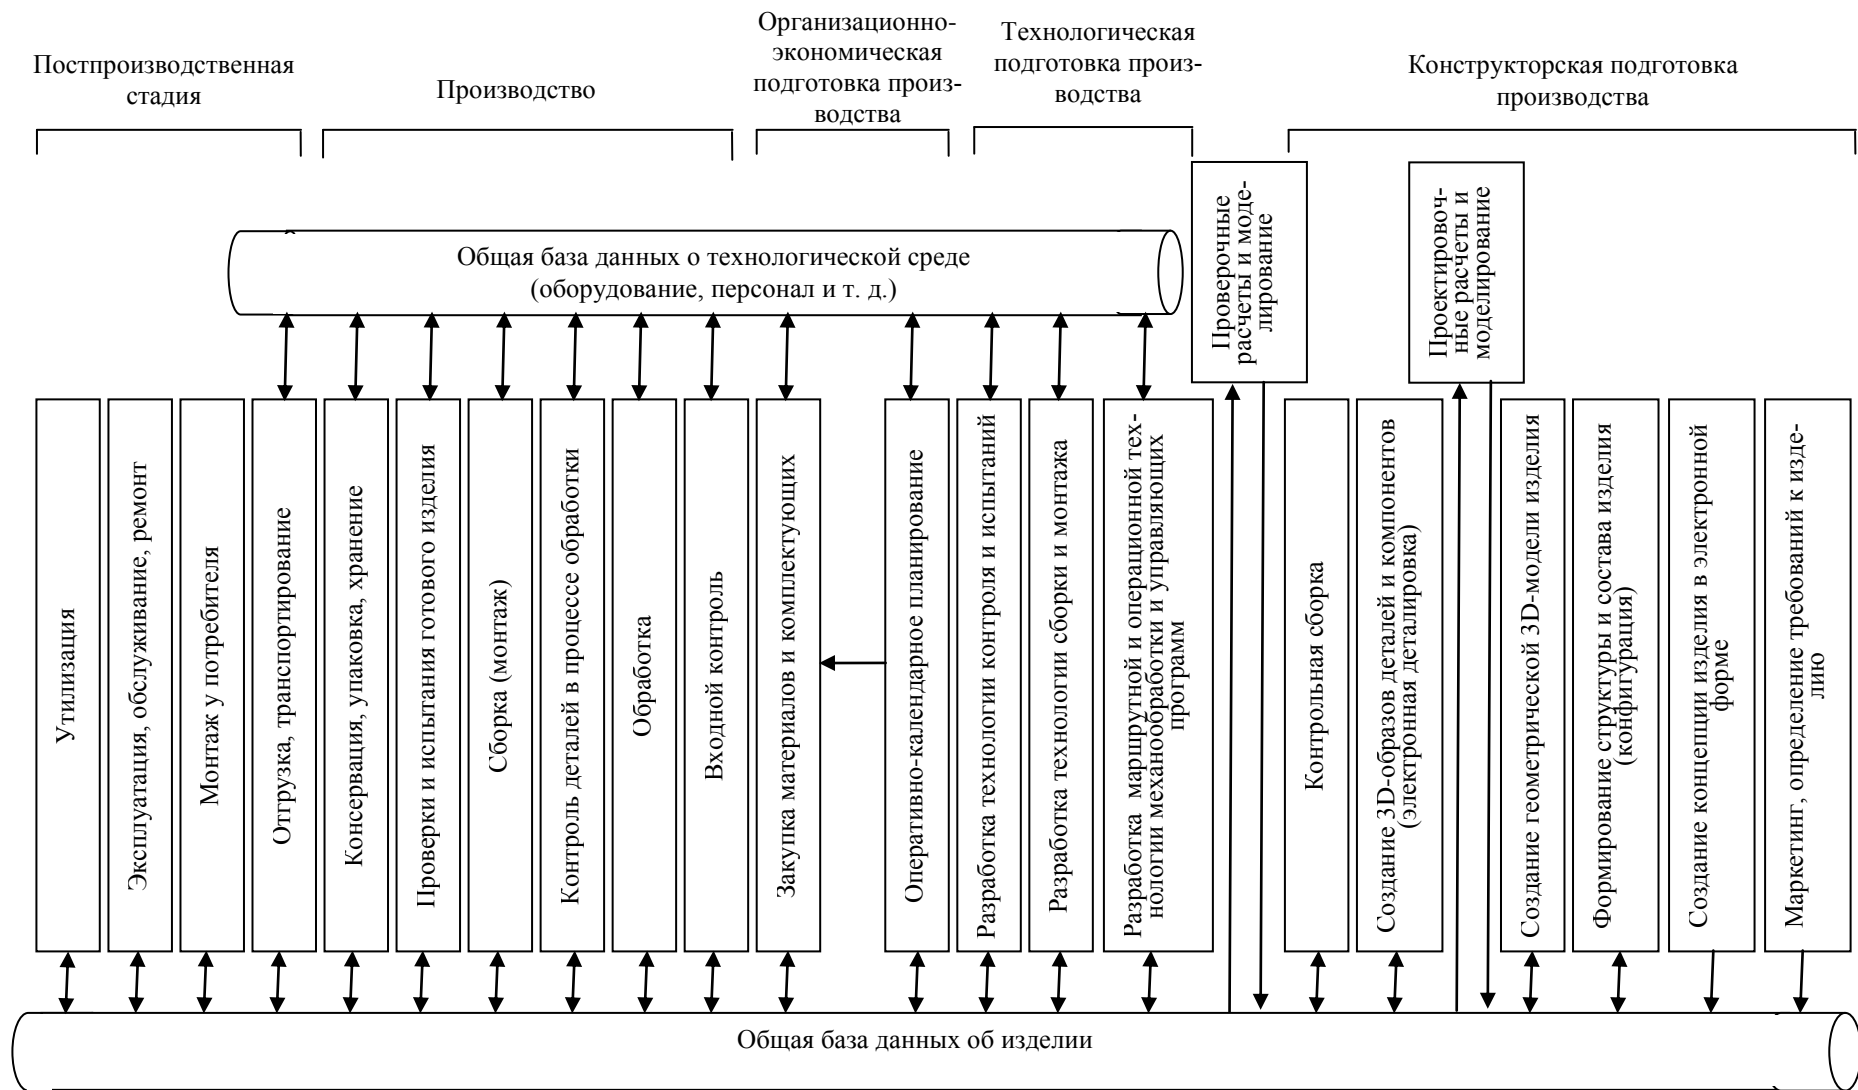 Постпроизводственная
стадия
Производство
Организационно-
экономическая
подготовка произ-
водства
Технологическая
подготовка произ-
водства
Конструкторская подготовка
производства
Общая база данных о технологической среде
(оборудование, персонал и т. д.)
Проверочные
расчеты и моде-
лирование
Проектировоч-
ные расчеты и
моделирование
Утилизация
Эксплуатация, обслуживание, ремонт
Монтаж у потребителя
Отгрузка, транспортирование
Консервация, упаковка, хранение
Проверки и испытания готового изделия
Сборка (монтаж)
Контроль деталей в процессе обработки
Обработка
Входной контроль
Закупка материалов и комплектующих
Оперативно-календарное планирование
Разработка технологии контроля и испытаний
Разработка технологии сборки и монтажа
Разработка маршрутной и операционной тех-
нологии механообработки и управляющих
программ
Контрольная сборка
Создание 3D-образов деталей и компонентов
(электронная деталировка)
Создание геометрической 3D-модели изделия
Формирование структуры и состава изделия
(конфигурация)
Создание концепции изделия в электронной
форме
Маркетинг, определение требований к изде-
лию
Общая база данных об изделии